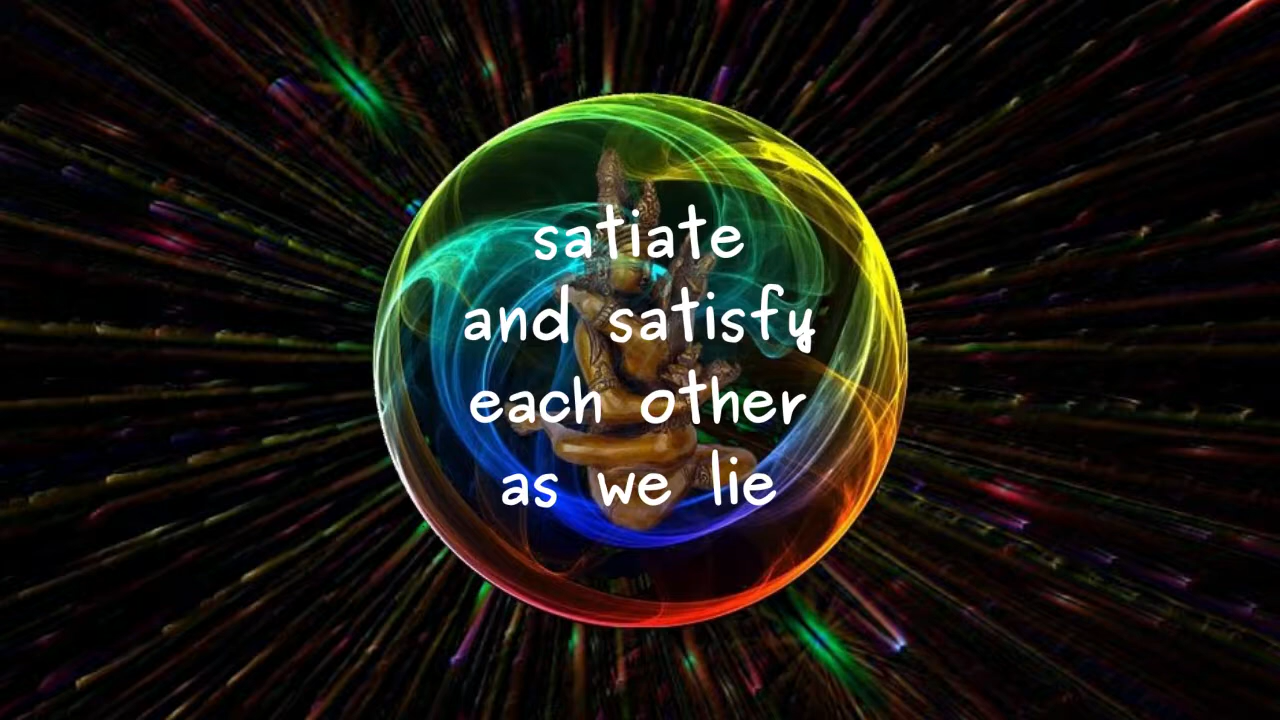 satiate
and satisfy
each other
as we lie